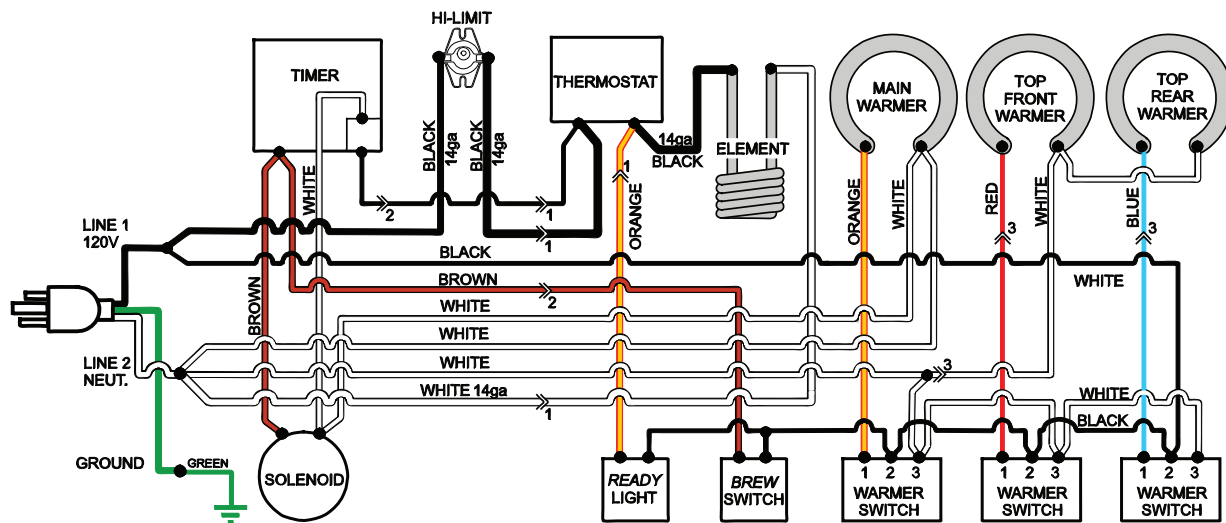 HI-LIMIT
TIMER
THERMOSTAT
MAIN
WARMER
TOP
FRONT
WARMER
TOP
REAR
WARMER
BLACK
14ga
BLACK
14ga
14ga
BLACK
ELEMENT
WHITE
2
1
1
1
ORANGE
ORANGE
WHITE
RED
3
WHITE
BLUE
3
LINE 1
120V
BLACK
WHITE
BROWN
BROWN
2
WHITE
WHITE
LINE 2
NEUT.
WHITE
3
WHITE 14ga
1
WHITE
BLACK
GROUND
GREEN
SOLENOID
READY
LIGHT
BREW
SWITCH
1 2 3
WARMER
SWITCH
1 2 3
WARMER
SWITCH
1 2 3
WARMER
SWITCH